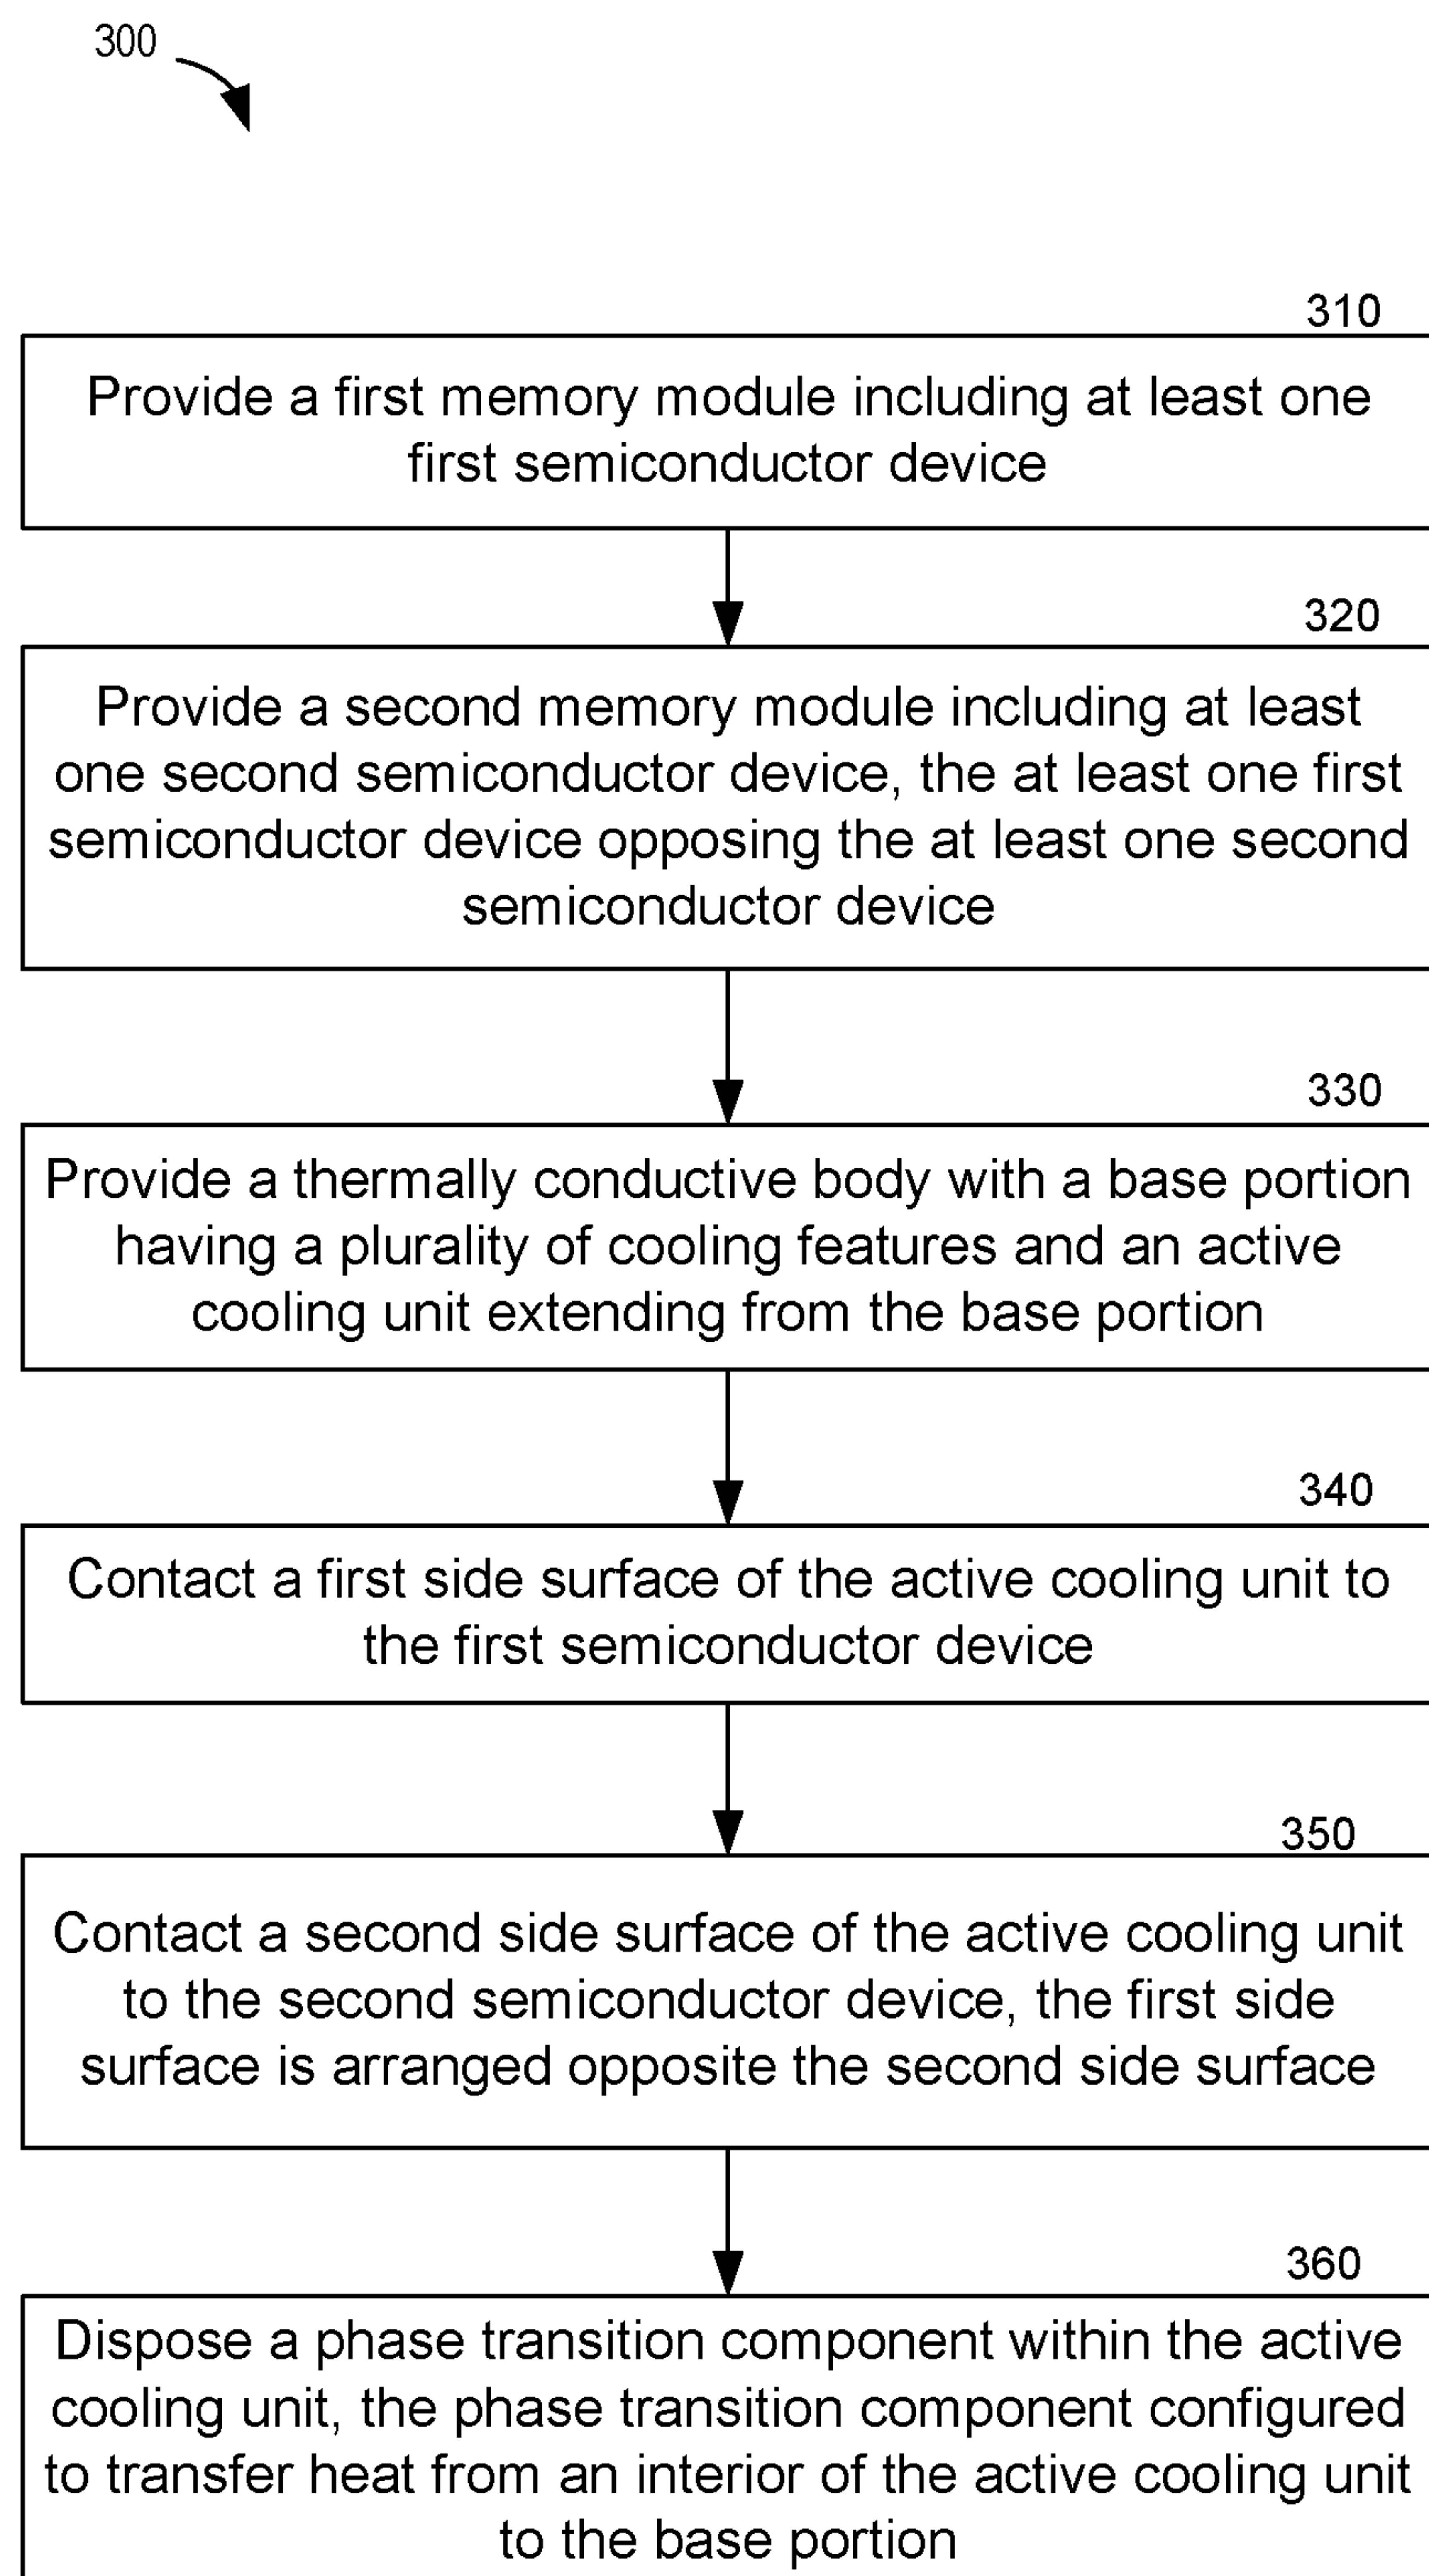 300
310
Provide a first memory module including at least one
first semiconductor device
320
Provide a second memory module including at least
one second semiconductor device, the at least one first
semiconductor device opposing the at least one second
semiconductor device
330
Provide a thermally conductive body with a base portion
having a plurality of cooling features and an active
cooling unit extending from the base portion
340
Contact a first side surface of the active cooling unit to
the first semiconductor device
350
Contact a second side surface of the active cooling unit
to the second semiconductor device, the first side
surface is arranged opposite the second side surface
360
Dispose a phase transition component within the active
cooling unit, the phase transition component configured
to transfer heat from an interior of the active cooling unit
to the base portion